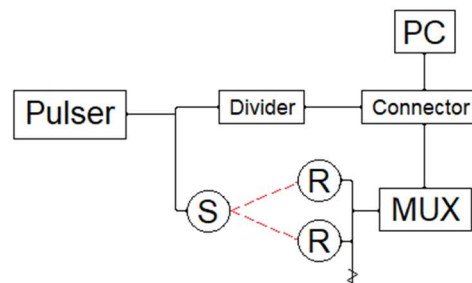 PC
Pulser
Divider
Connector
S
R
R
MUX